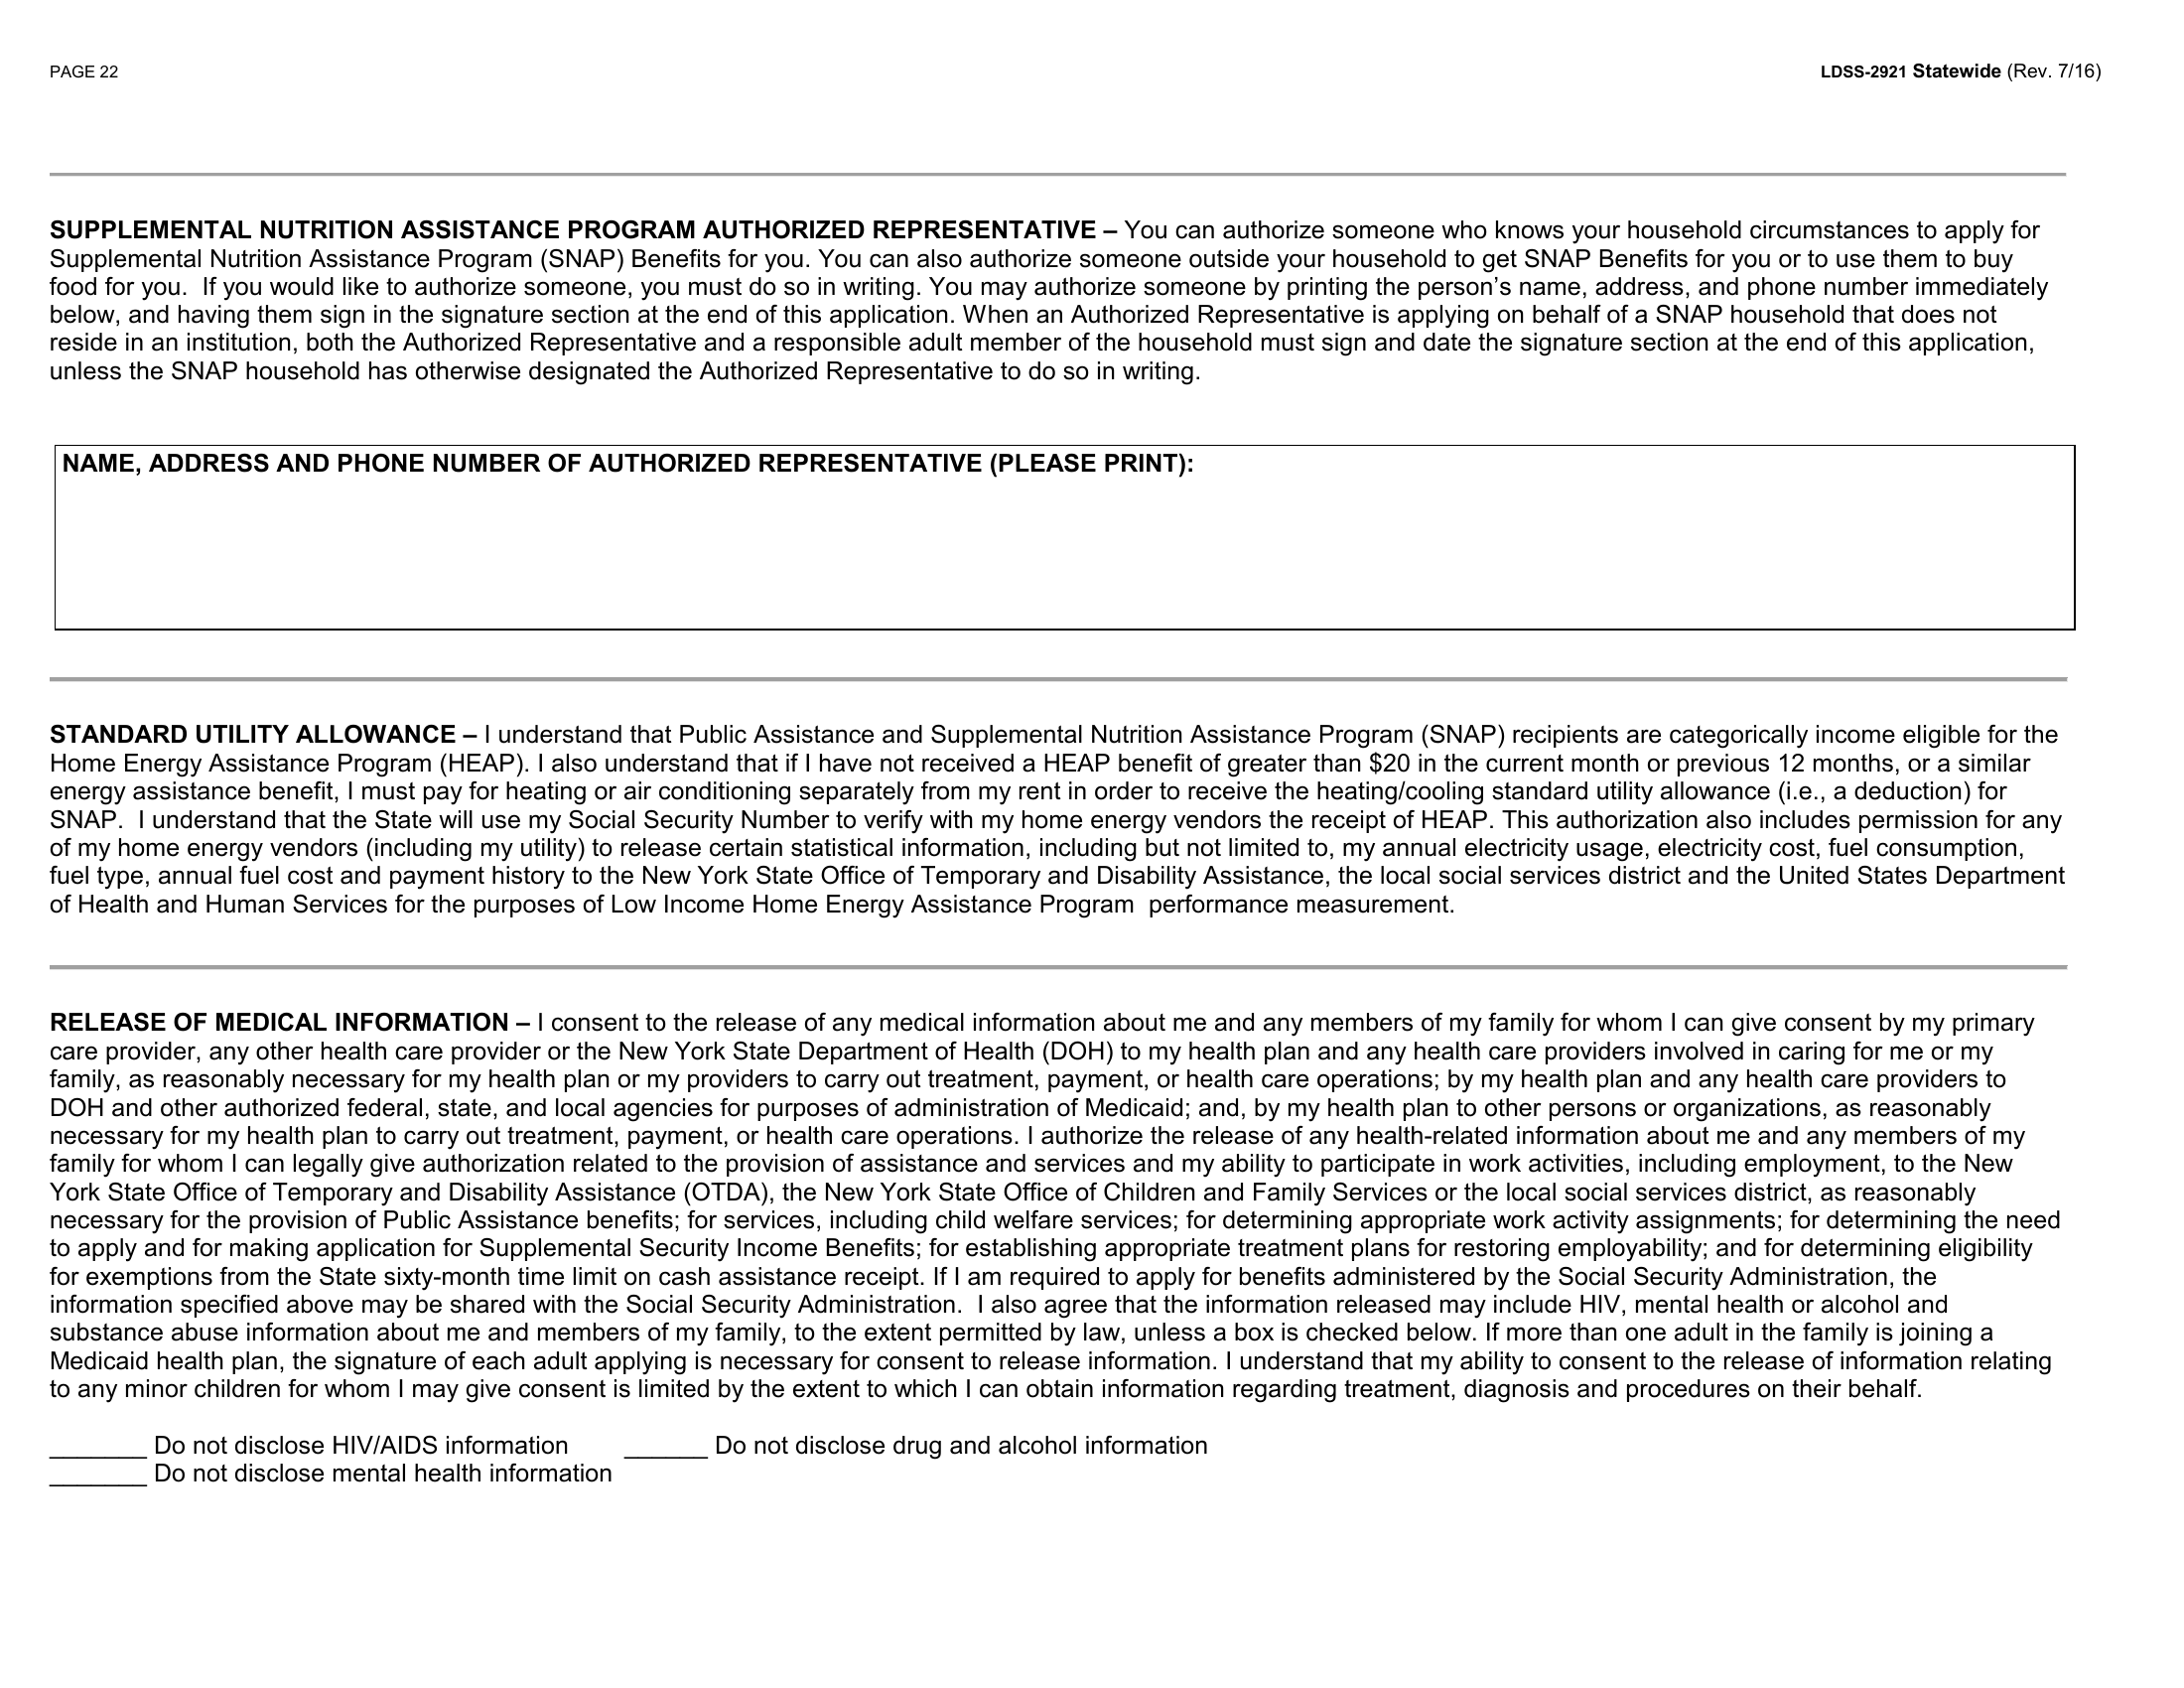 PAGE 22
LDSS-2921 Statewide (Rev. 7/16)
SUPPLEMENTAL NUTRITION ASSISTANCE PROGRAM AUTHORIZED REPRESENTATIVE – You can authorize someone who knows your household circumstances to apply for
Supplemental Nutrition Assistance Program (SNAP) Benefits for you. You can also authorize someone outside your household to get SNAP Benefits for you or to use them to buy
food for you.  If you would like to authorize someone, you must do so in writing. You may authorize someone by printing the person’s name, address, and phone number immediately
below, and having them sign in the signature section at the end of this application. When an Authorized Representative is applying on behalf of a SNAP household that does not
reside in an institution, both the Authorized Representative and a responsible adult member of the household must sign and date the signature section at the end of this application,
unless the SNAP household has otherwise designated the Authorized Representative to do so in writing.
NAME, ADDRESS AND PHONE NUMBER OF AUTHORIZED REPRESENTATIVE (PLEASE PRINT):
STANDARD UTILITY ALLOWANCE – I understand that Public Assistance and Supplemental Nutrition Assistance Program (SNAP) recipients are categorically income eligible for the
Home Energy Assistance Program (HEAP). I also understand that if I have not received a HEAP benefit of greater than $20 in the current month or previous 12 months, or a similar
energy assistance benefit, I must pay for heating or air conditioning separately from my rent in order to receive the heating/cooling standard utility allowance (i.e., a deduction) for
SNAP.  I understand that the State will use my Social Security Number to verify with my home energy vendors the receipt of HEAP. This authorization also includes permission for any
of my home energy vendors (including my utility) to release certain statistical information, including but not limited to, my annual electricity usage, electricity cost, fuel consumption,
fuel type, annual fuel cost and payment history to the New York State Office of Temporary and Disability Assistance, the local social services district and the United States Department
of Health and Human Services for the purposes of Low Income Home Energy Assistance Program  performance measurement.
RELEASE OF MEDICAL INFORMATION – I consent to the release of any medical information about me and any members of my family for whom I can give consent by my primary
care provider, any other health care provider or the New York State Department of Health (DOH) to my health plan and any health care providers involved in caring for me or my
family, as reasonably necessary for my health plan or my providers to carry out treatment, payment, or health care operations; by my health plan and any health care providers to
DOH and other authorized federal, state, and local agencies for purposes of administration of Medicaid; and, by my health plan to other persons or organizations, as reasonably
necessary for my health plan to carry out treatment, payment, or health care operations. I authorize the release of any health-related information about me and any members of my
family for whom I can legally give authorization related to the provision of assistance and services and my ability to participate in work activities, including employment, to the New
York State Office of Temporary and Disability Assistance (OTDA), the New York State Office of Children and Family Services or the local social services district, as reasonably
necessary for the provision of Public Assistance benefits; for services, including child welfare services; for determining appropriate work activity assignments; for determining the need
to apply and for making application for Supplemental Security Income Benefits; for establishing appropriate treatment plans for restoring employability; and for determining eligibility
for exemptions from the State sixty-month time limit on cash assistance receipt. If I am required to apply for benefits administered by the Social Security Administration, the
information specified above may be shared with the Social Security Administration.  I also agree that the information released may include HIV, mental health or alcohol and
substance abuse information about me and members of my family, to the extent permitted by law, unless a box is checked below. If more than one adult in the family is joining a
Medicaid health plan, the signature of each adult applying is necessary for consent to release information. I understand that my ability to consent to the release of information relating
to any minor children for whom I may give consent is limited by the extent to which I can obtain information regarding treatment, diagnosis and procedures on their behalf.
_______ Do not disclose HIV/AIDS information ______ Do not disclose drug and alcohol information
_______ Do not disclose mental health information